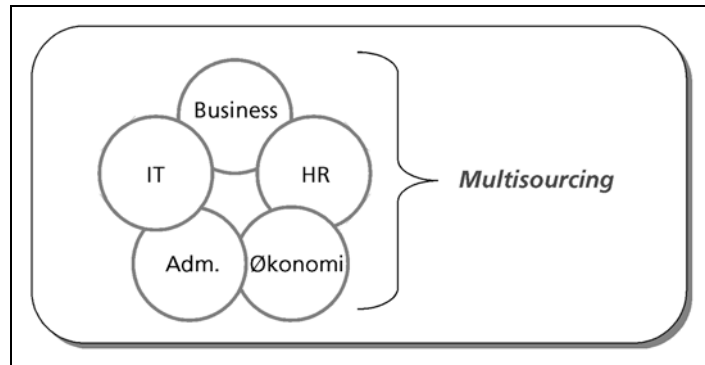 Business
IT
HR
Adm.
Økonomi
Multisourcing